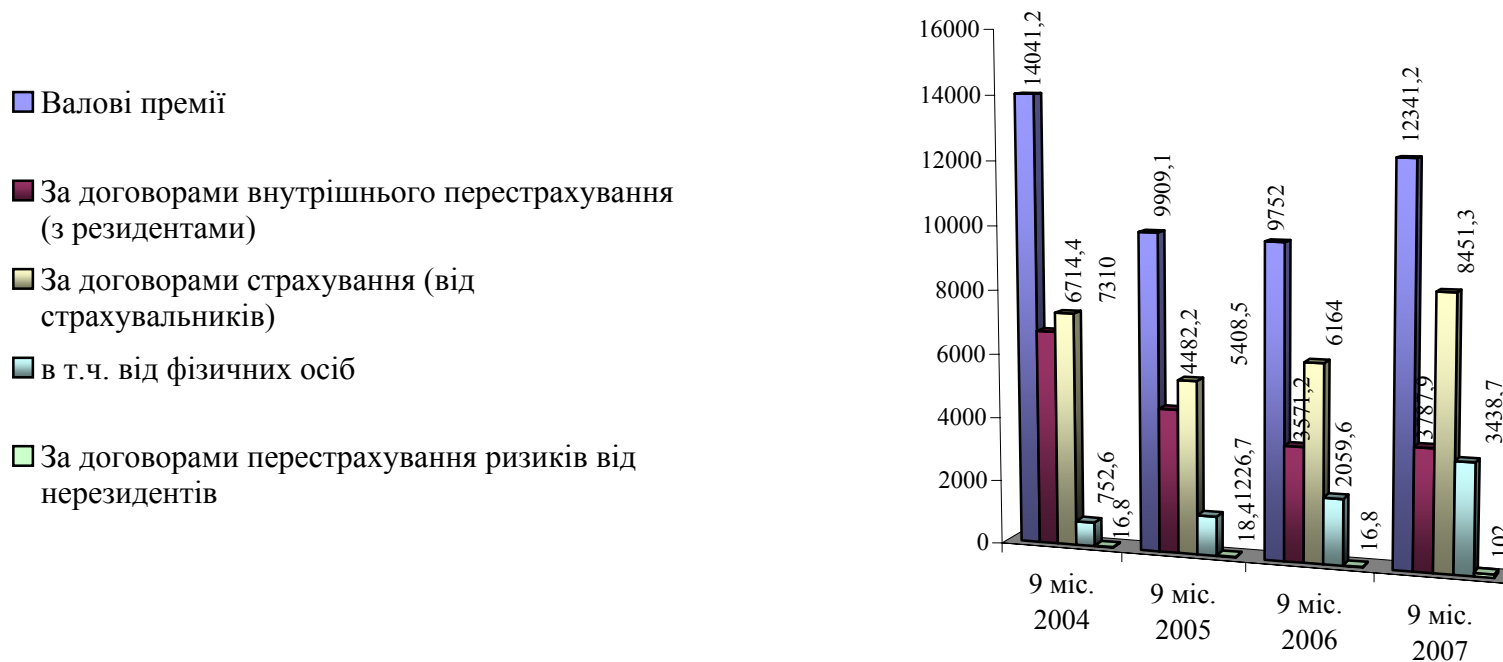 Валові премії
За договорами внутрішнього перестрахування
(з резидентами)
За договорами страхування (від
страхувальників)
в т.ч. від фізичних осіб
За договорами перестрахування ризиків від
нерезидентів
16000
14000
12000
10000
8000
6000
4000
2000
0
14041,2
6714,4
7310
752,6
16,8
9909,1
4482,2
5408,5
1226,7
18,4
9752
3571,2
6164
2059,6
16,8
12341,2
3787,9
8451,3
3438,7
102
9 міс.
2004
9 міс.
2005
9 міс.
2006
9 міс.
2007